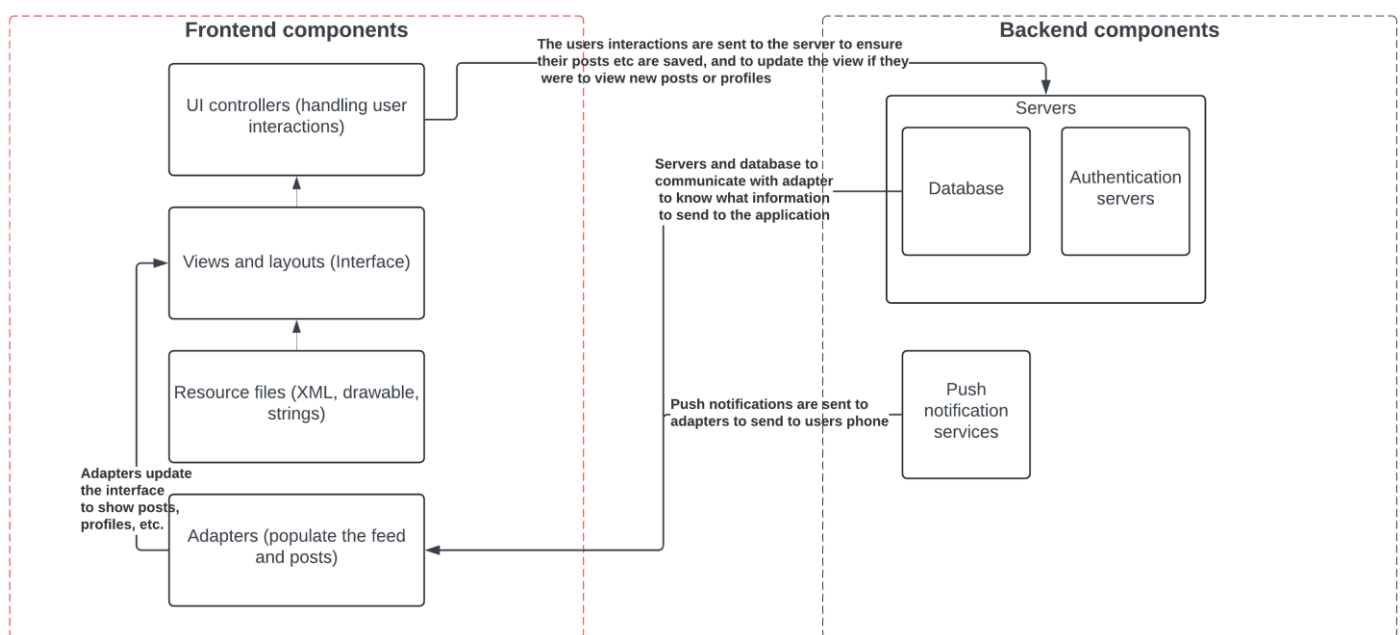 Frontend components
Backend components
The users interactions are sent to the server to ensure
their posts etc are saved, and to update the view if they
were to view new posts or profiles
UI controllers (handling user
interactions)
Servers
Database
Authentication
servers
Servers and database to
communicate with adapter
to know what information
to send to the application
Views and layouts (Interface)
Resource files (XML, drawable,
strings)
Push notifications are sent to
adapters to send to users phone
Push
notification
services
Adapters update
the interface
to show posts,
profiles, etc.
Adapters (populate the feed
and posts)